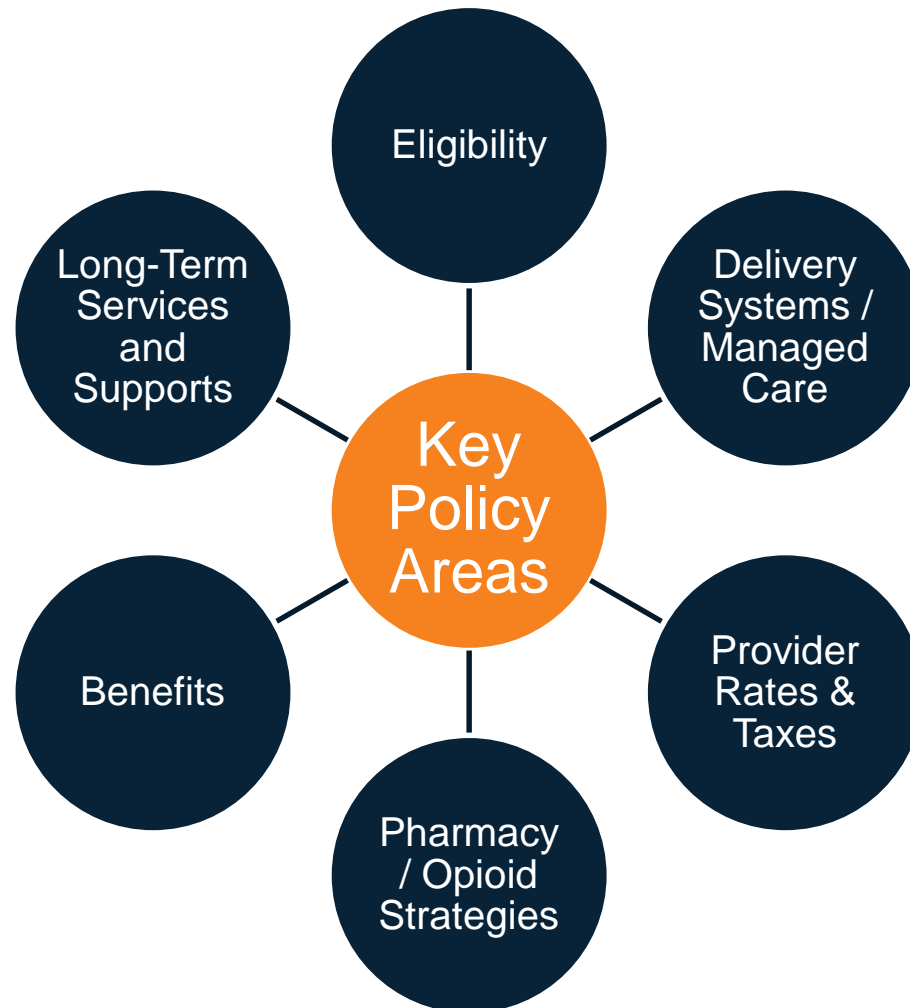 Eligibility
Long-Term
Services
and
Supports
Delivery
Systems /
Managed
Care
Key
Policy
Areas
Benefits
Provider
Rates &
Taxes
Pharmacy
/ Opioid
Strategies